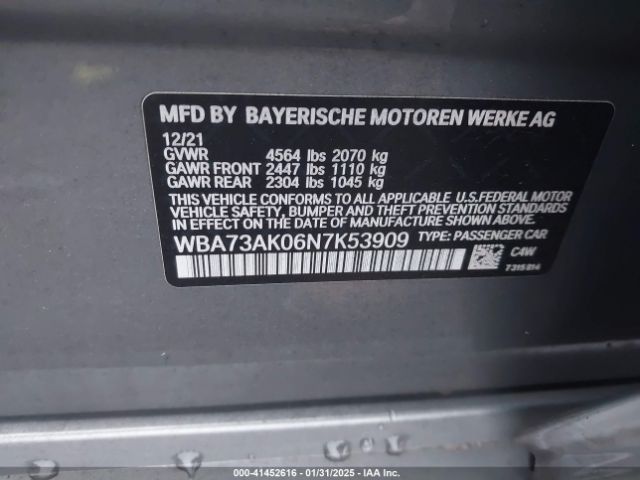 MFD BY BAYERISCHE MOTOREN WERKE AG
12/21
GVWR 4564 lbs 2070 kg
GAWR FRONT 2447 lbs 1110 kg
GAWR REAR 2304 lbs 1045 kg
THIS VEHICLE CONFORMS TO ALL APPLICABLE U.S.FEDERAL MOTOR
VEHICLE SAFETY, BUMPER AND THEFT PREVENTION STANDARDS
IN EFFECT ON THE DATE OF MANUFACTURE SHOWN ABOVE.
WBA73AK06N7K53909 TYPE: PASSENGER CAR
C4W
7315814
000-41452616 - 01/31/2025 - IAA Inc.